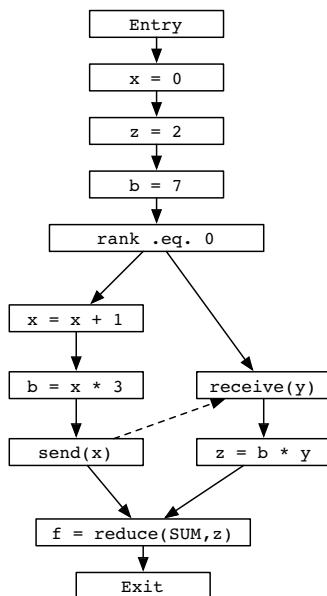 Entry
x = 0
z = 2
b = 7
rank .eq. 0
x = x + 1
b = x * 3
receive(y)
send(x)
z = b * y
f = reduce(SUM,z)
Exit